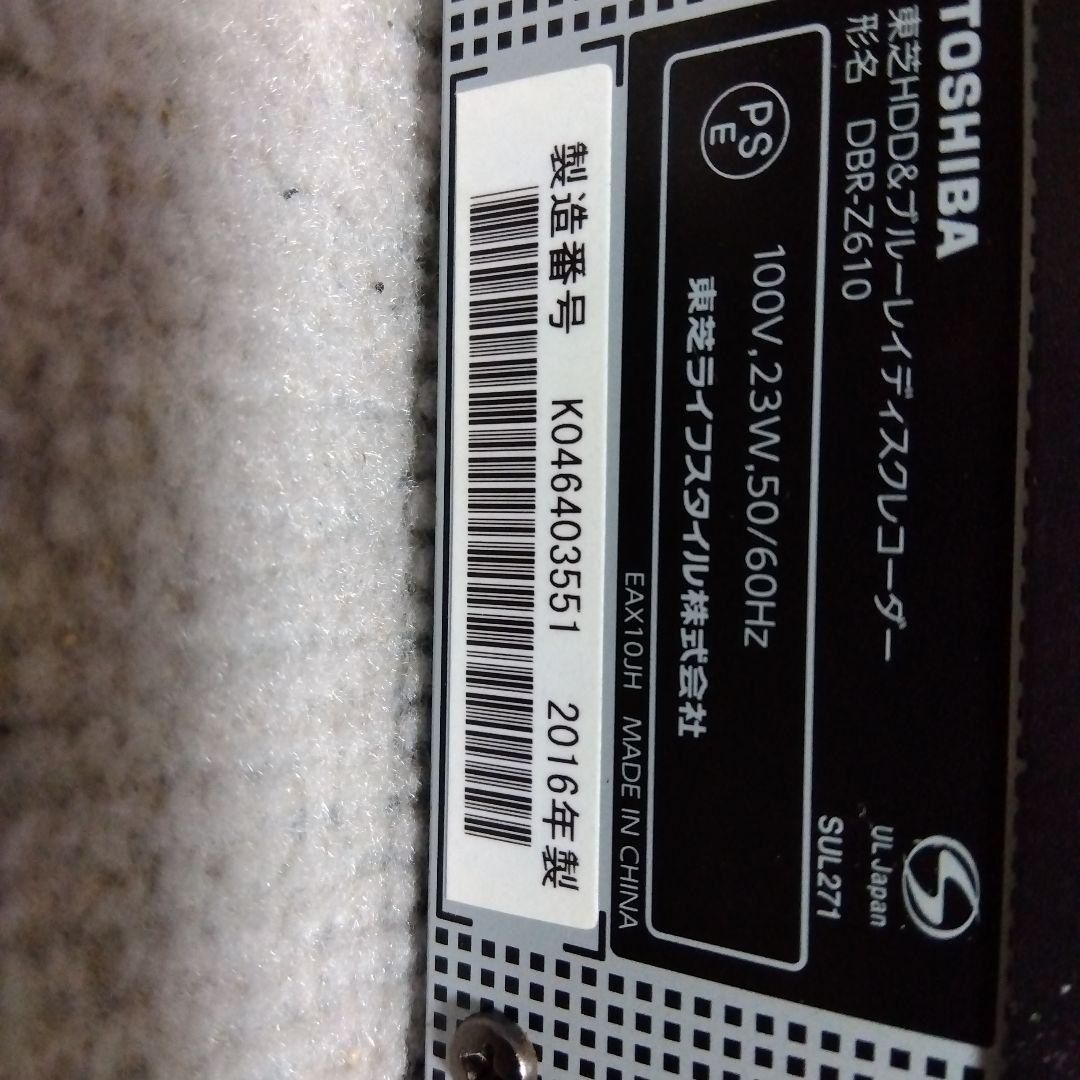 TOSHIBA
東芝HDD&ブルーレイディスクレコーダー
形名 DBR-Z610
UL Japan
SUL271
PS
E
100V,23W,50/60Hz
東芝ライフスタイル株式会社
EAX10JH MADE IN CHINA
製造番号 K046403551 2016年製